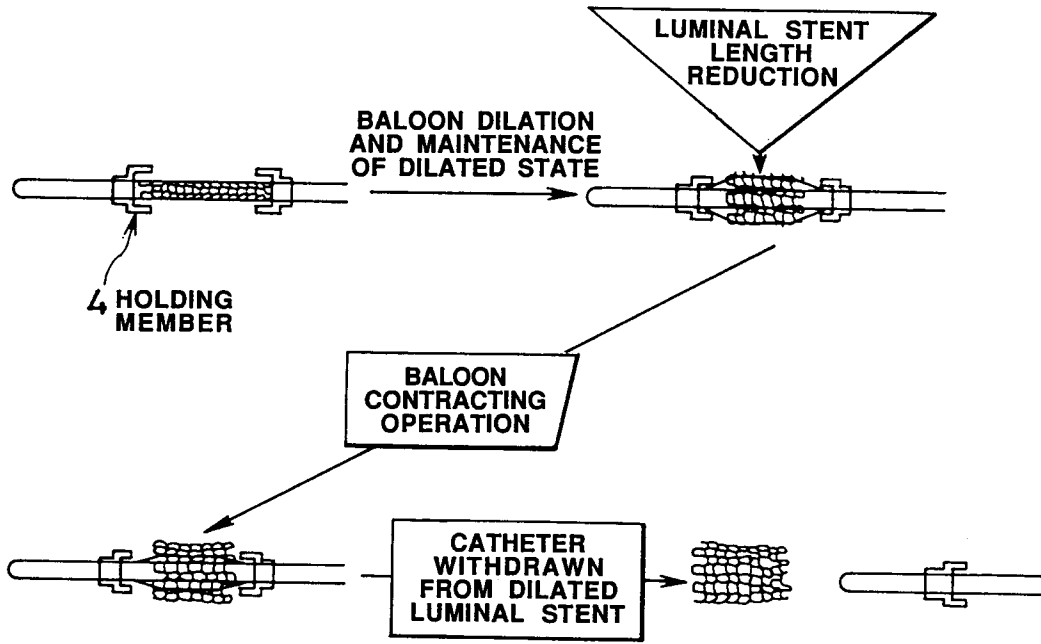 LUMINAL STENT
LENGTH
REDUCTION
BALOON DILATION
AND MAINTENANCE
OF DILATED STATE
4 HOLDING
MEMBER
BALOON
CONTRACTING
OPERATION
CATHETER
WITHDRAWN
FROM DILATED
LUMINAL STENT